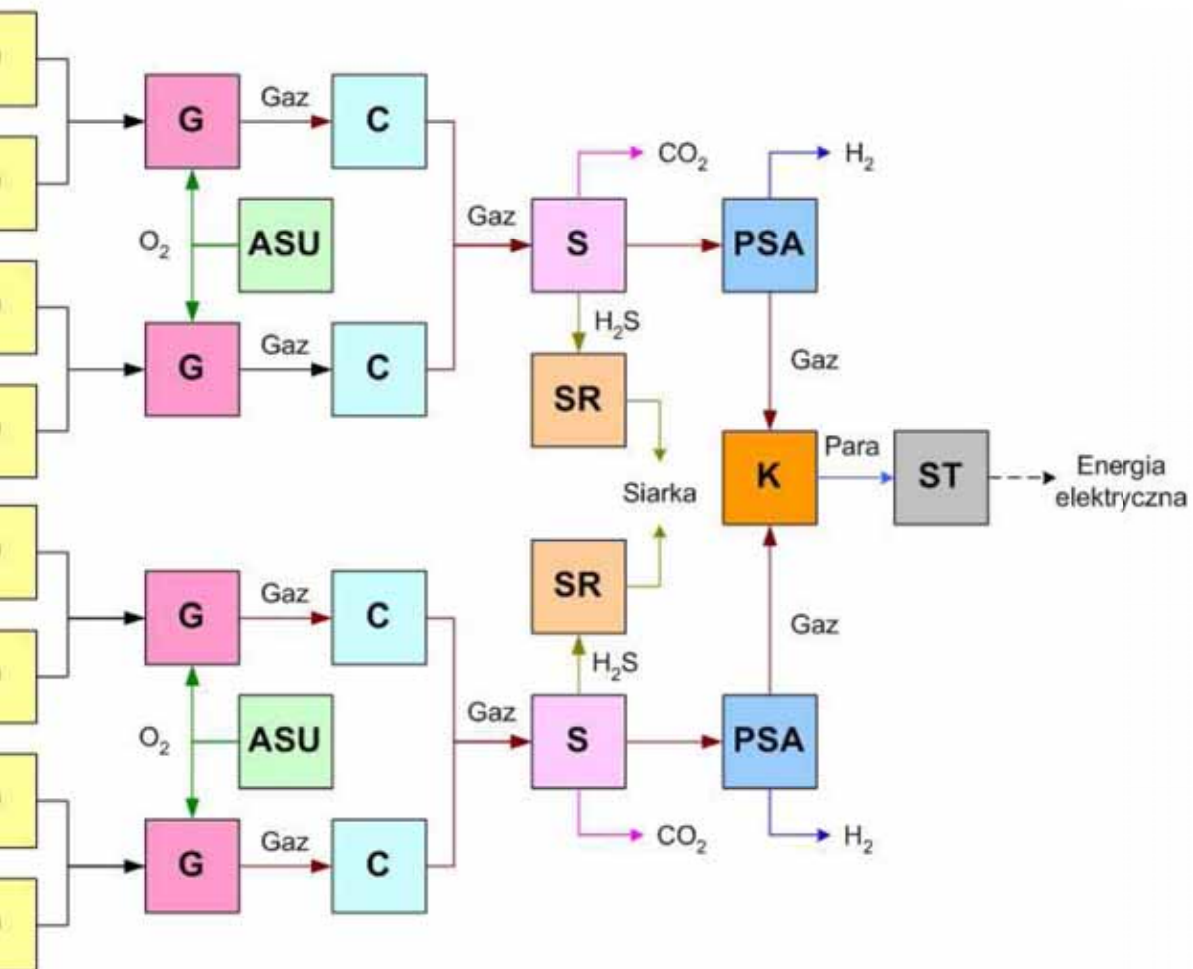 Gaz
G
C
CO₂
H₂
Gaz
O₂
ASU
S
PSA
H₂S
Gaz
G
C
SR
Gaz
Para
K
ST
Energia
elektryczna
Siarka
SR
Gaz
G
C
Gaz
H₂S
Gaz
O₂
ASU
S
PSA
Gaz
CO₂
H₂
G
C